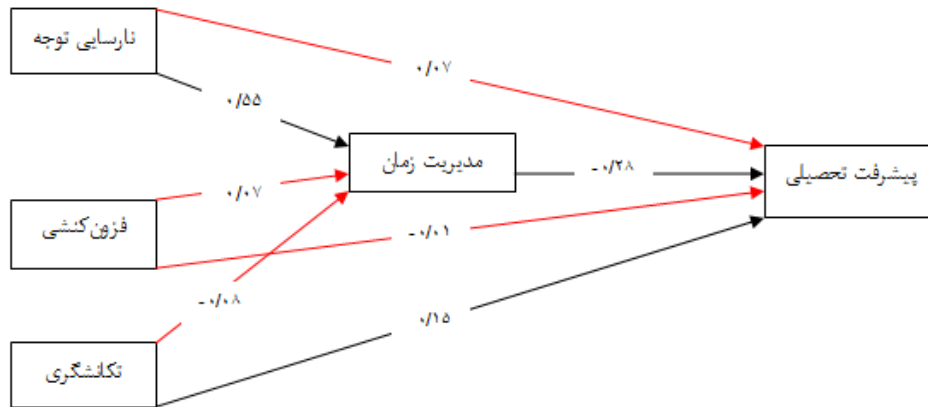 نارسایی توجه
۰/۰۷
۰/۵۵
مدیریت زمان
-۰/۲۸
پیشرفت تحصیلی
۰/۰۷
فزون‌کنشی
-۰/۰۱
-۰/۰۸
۰/۱۵
تکانشگری